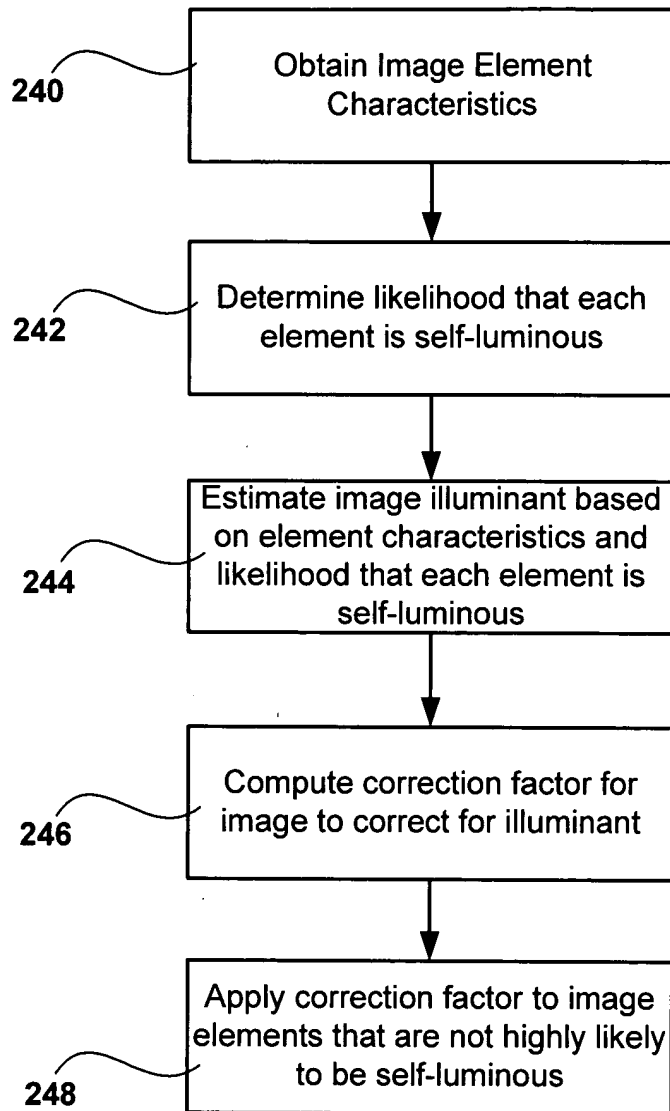 Obtain Image Element
Characteristics
240
Determine likelihood that each
element is self-luminous
242
Estimate image illuminant based
on element characteristics and
likelihood that each element is
self-luminous
244
Compute correction factor for
image to correct for illuminant
246
Apply correction factor to image
elements that are not highly likely
to be self-luminous
248